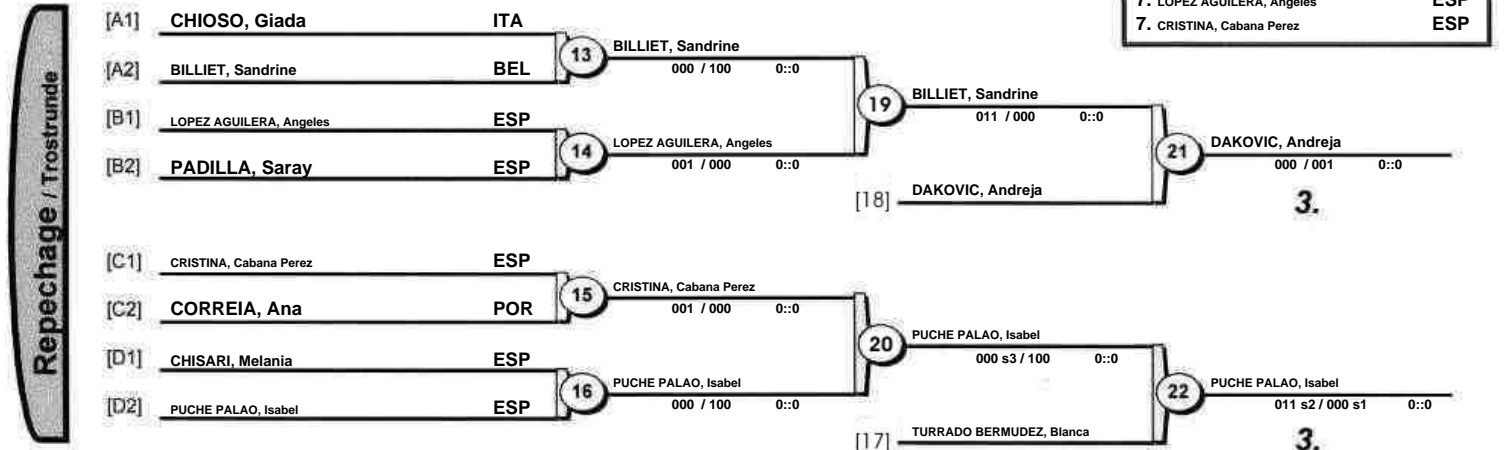 7. LOPEZ AGUILERA, Angeles ESP
7. CRISTINA, Cabana Perez ESP
Repechage / Trostrunde
[A1] CHIOSO, Giada ITA
[A2] BILLIET, Sandrine BEL
13 BILLIET, Sandrine
000 / 100 0::0
[B1] LOPEZ AGUILERA, Angeles ESP
[B2] PADILLA, Saray ESP
14 LOPEZ AGUILERA, Angeles
001 / 000 0::0
19 BILLIET, Sandrine
011 / 000 0::0
[18] DAKOVIC, Andreja
21 DAKOVIC, Andreja
000 / 001 0::0
3.
[C1] CRISTINA, Cabana Perez ESP
[C2] CORREIA, Ana POR
15 CRISTINA, Cabana Perez
001 / 000 0::0
[D1] CHISARI, Melania ESP
[D2] PUCHE PALAO, Isabel ESP
16 PUCHE PALAO, Isabel
000 / 100 0::0
20 PUCHE PALAO, Isabel
000 s3 / 100 0::0
[17] TURRADO BERMUDEZ, Blanca
22 PUCHE PALAO, Isabel
011 s2 / 000 s1 0::0
3.